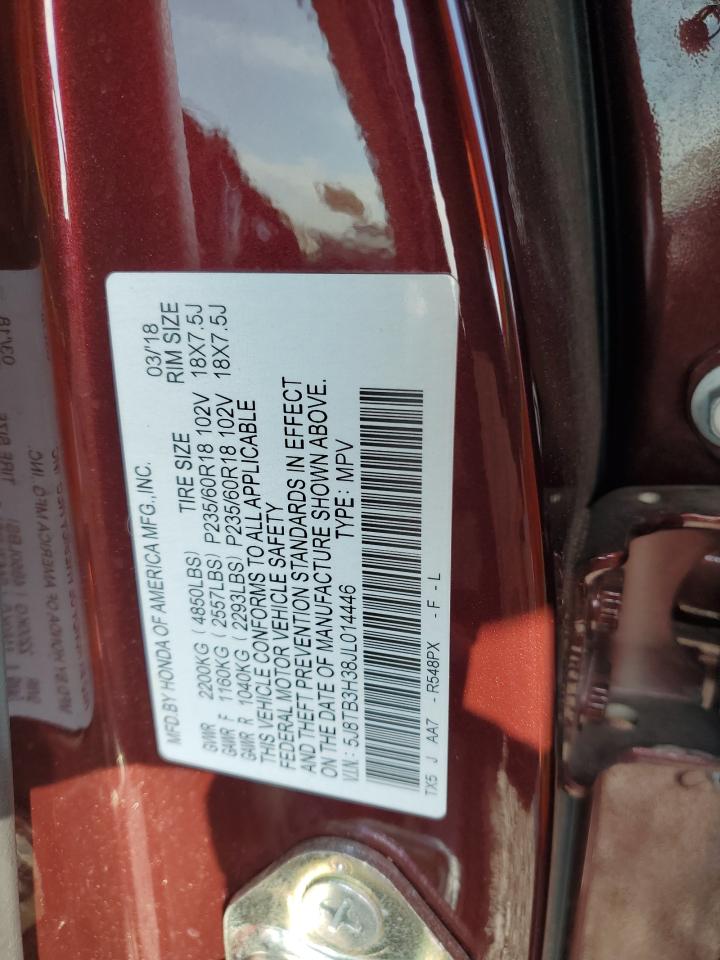 MFD.BY HONDA OF AMERICA MFG.,INC. 03/'18
TIRE SIZE RIM SIZE
GVWR 2200KG ( 4850LBS) P235/60R18 102V 18X7.5J
GAWR F 1160KG ( 2557LBS) P235/60R18 102V 18X7.5J
GAWR R 1040KG ( 2293LBS)
THIS VEHICLE CONFORMS TO ALL APPLICABLE
FEDERAL MOTOR VEHICLE SAFETY
AND THEFT PREVENTION STANDARDS IN EFFECT
ON THE DATE OF MANUFACTURE SHOWN ABOVE.
V.I.N.: 5J8TB3H38JL014446 TYPE: MPV
TX5 J AA7 - R548PX - F - L